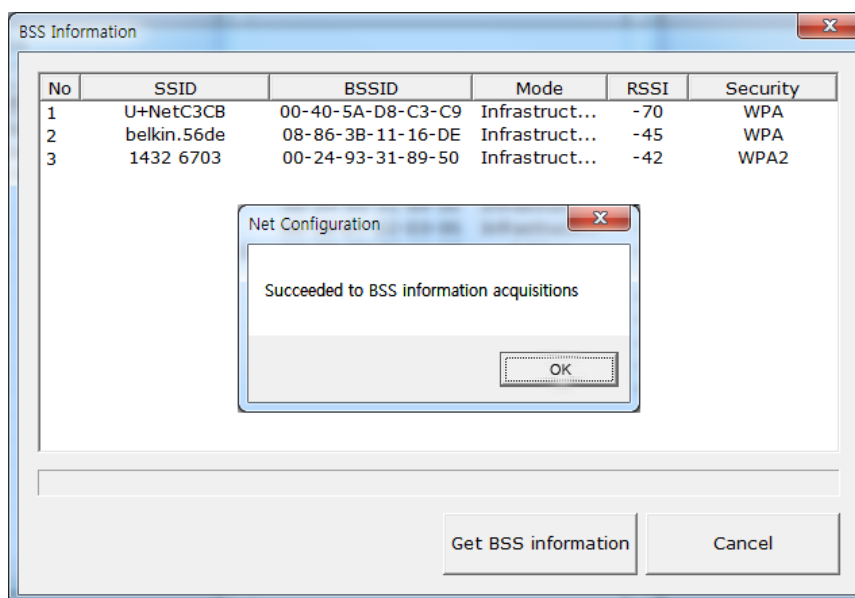 BSS Information
No SSID BSSID Mode RSSI Security
1 U+NetC3CB 00-40-5A-D8-C3-C9 Infrastruct... -70 WPA
2 belkin.56de 08-86-3B-11-16-DE Infrastruct... -45 WPA
3 1432 6703 00-24-93-31-89-50 Infrastruct... -42 WPA2
Net Configuration
Succeeded to BSS information acquisitions
OK
Get BSS information Cancel